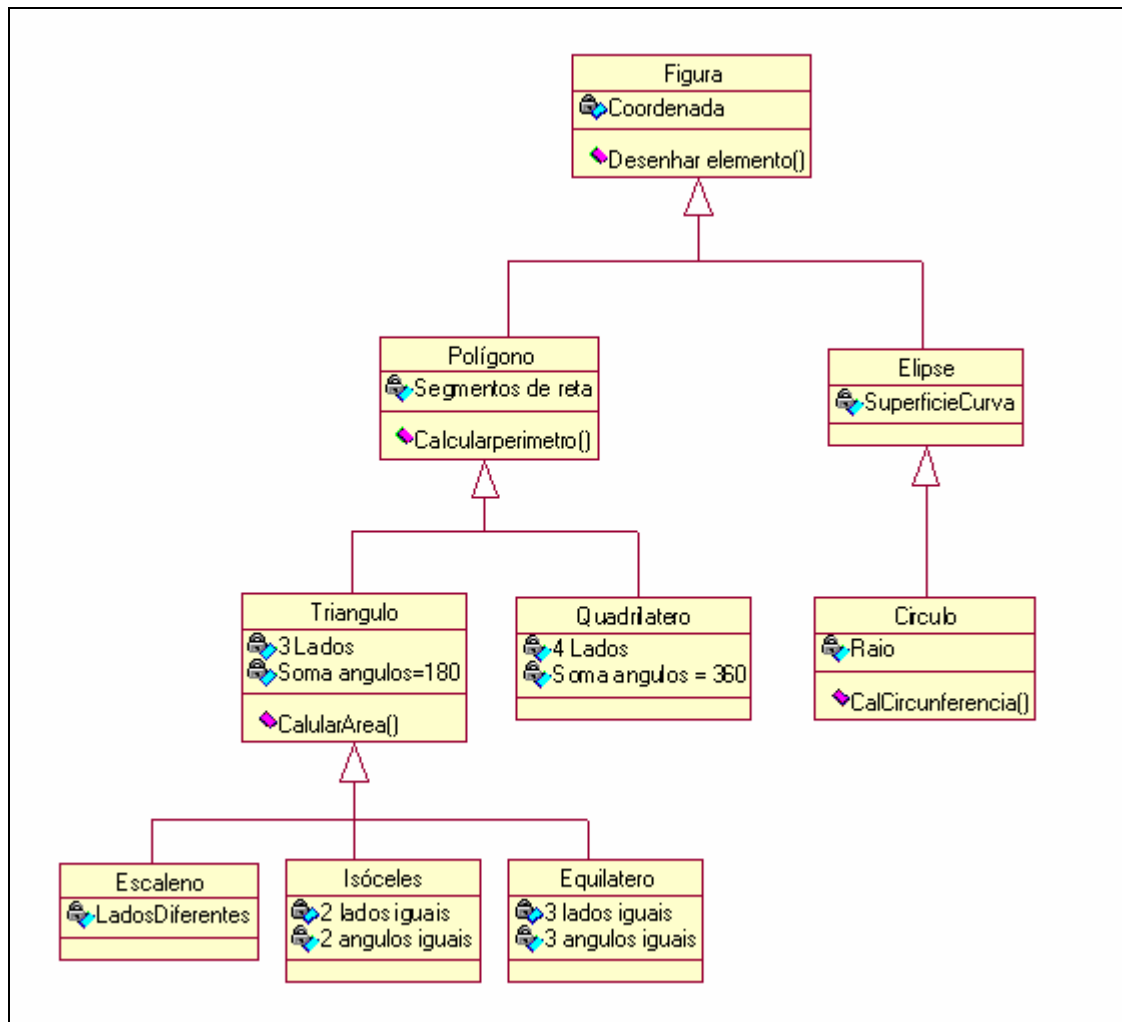 Figura
Coordenada
Desenhar elemento()
Polígono
Segmentos de reta
Calcularperimetro()
Elipse
SuperficieCurva
Triangulo
3 Lados
Soma angulos=180
CalularArea()
Quadrilatero
4 Lados
Soma angulos = 360
Circulo
Raio
CalCircunferencia()
Escaleno
LadosDiferentes
Isóceles
2 lados iguais
2 angulos iguais
Equilatero
3 lados iguais
3 angulos iguais